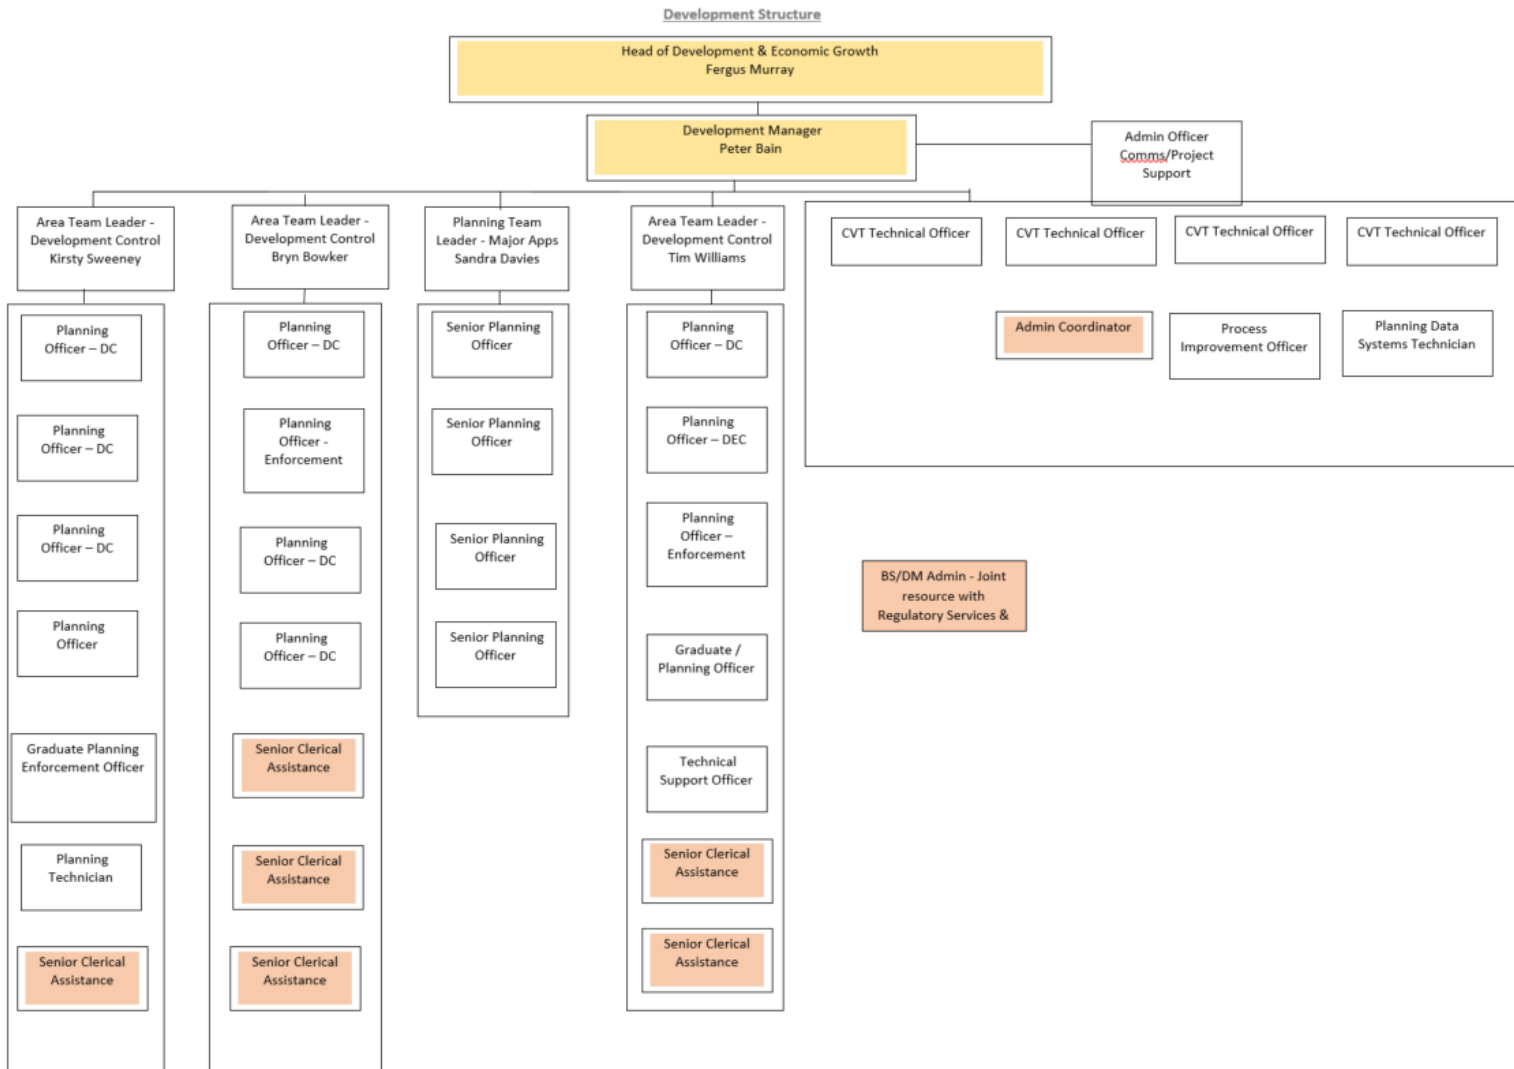 Development Structure
Head of Development & Economic Growth
Fergus Murray
Development Manager
Peter Bain
Admin Officer
Comms/Project
Support
Area Team Leader -
Development Control
Kirsty Sweeney
Area Team Leader -
Development Control
Bryn Bowker
Planning Team
Leader - Major Apps
Sandra Davies
Area Team Leader -
Development Control
Tim Williams
CVT Technical Officer
CVT Technical Officer
CVT Technical Officer
CVT Technical Officer
Admin Coordinator
Process
Improvement Officer
Planning Data
Systems Technician
Planning
Officer – DC
Planning
Officer – DC
Planning
Officer – DC
Planning
Officer
Graduate Planning
Enforcement Officer
Planning
Technician
Senior Clerical
Assistance
Planning
Officer – DC
Planning
Officer -
Enforcement
Planning
Officer – DC
Planning
Officer – DC
Senior Clerical
Assistance
Senior Clerical
Assistance
Senior Clerical
Assistance
Senior Planning
Officer
Senior Planning
Officer
Senior Planning
Officer
Senior Planning
Officer
Planning
Officer – DC
Planning
Officer – DEC
Planning
Officer –
Enforcement
Graduate /
Planning Officer
Technical
Support Officer
Senior Clerical
Assistance
Senior Clerical
Assistance
BS/DM Admin - Joint
resource with
Regulatory Services &